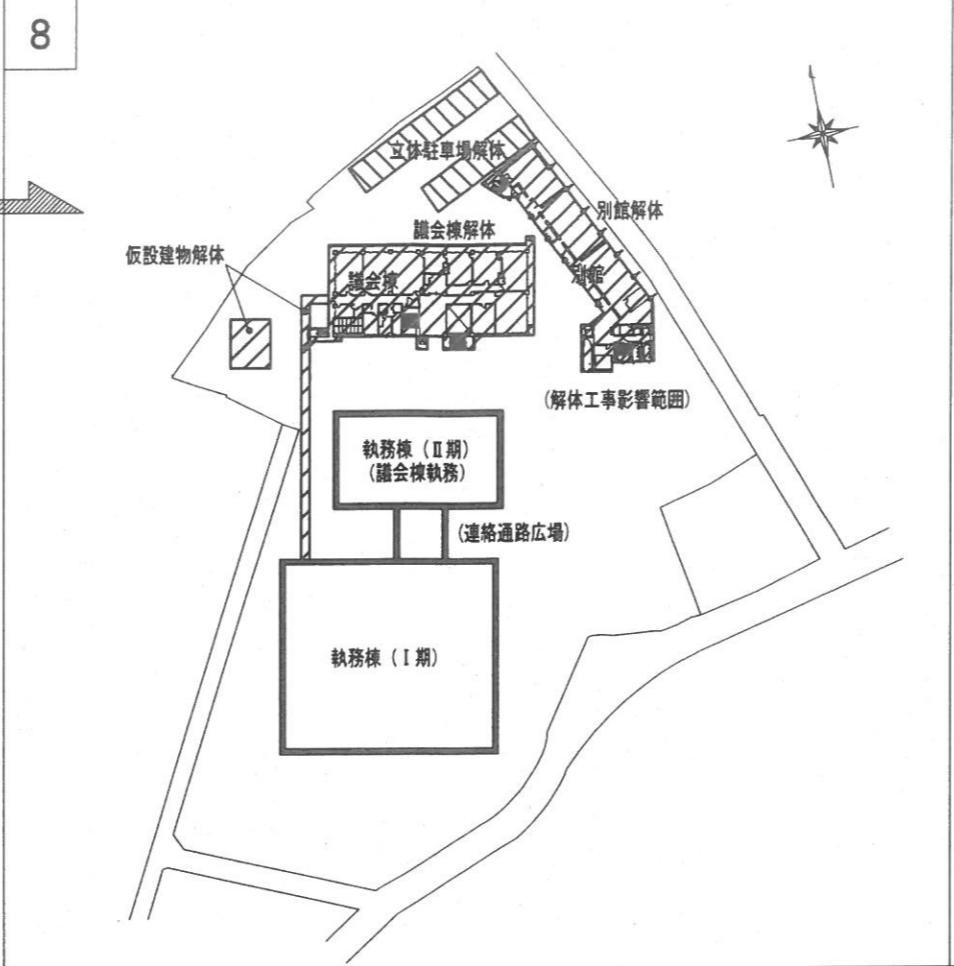 8
立体駐車場解体
別館解体
議会棟解体
仮設建物解体
議会棟
別館
(解体工事影響範囲)
執務棟（Ⅱ期）
(議会棟執務)
(連絡通路広場)
執務棟（Ⅰ期）